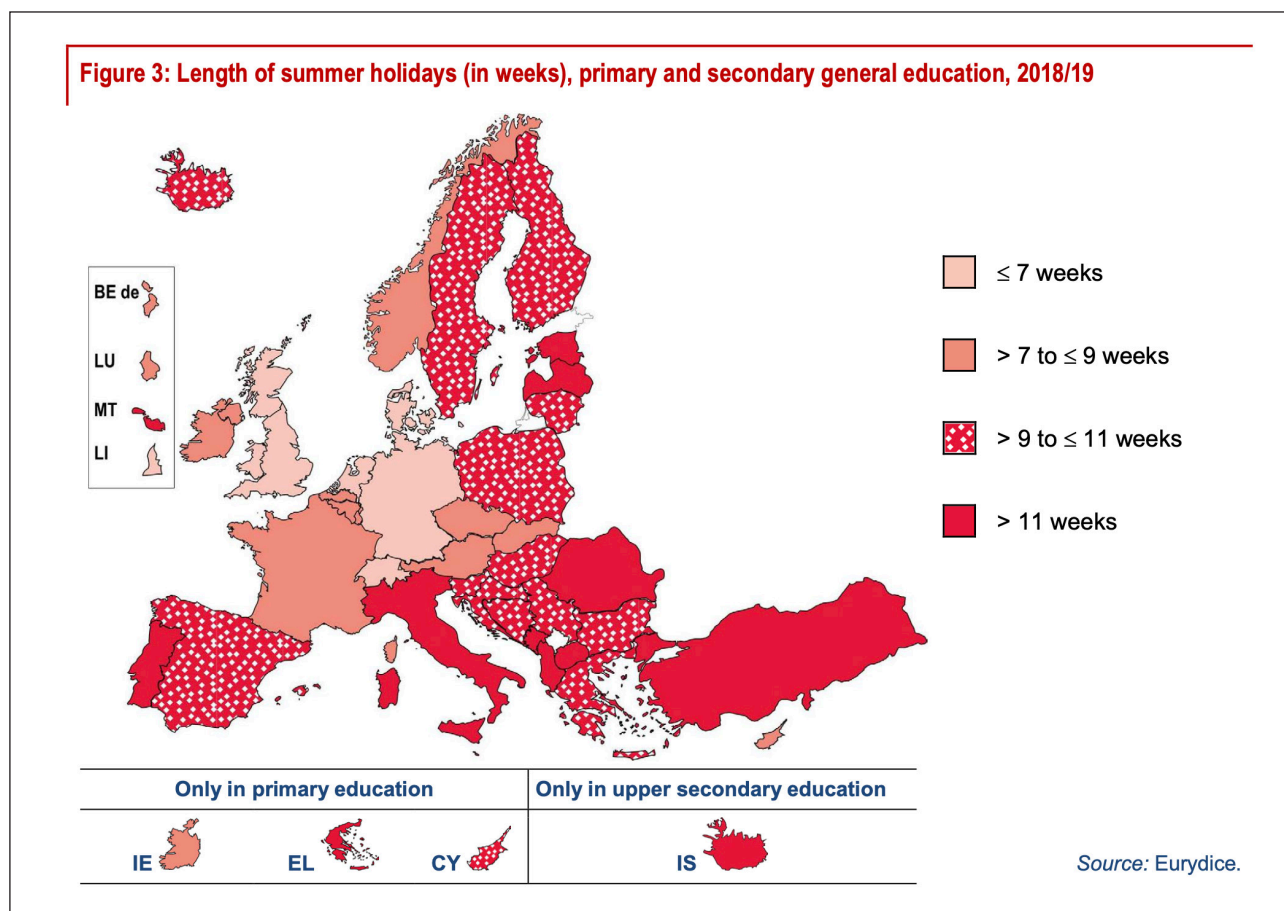 Figure 3: Length of summer holidays (in weeks), primary and secondary general education, 2018/19
BE de
LU
MT
LI
≤ 7 weeks
> 7 to ≤ 9 weeks
> 9 to ≤ 11 weeks
> 11 weeks
Only in primary education
Only in upper secondary education
IE
EL
CY
IS
Source: Eurydice.